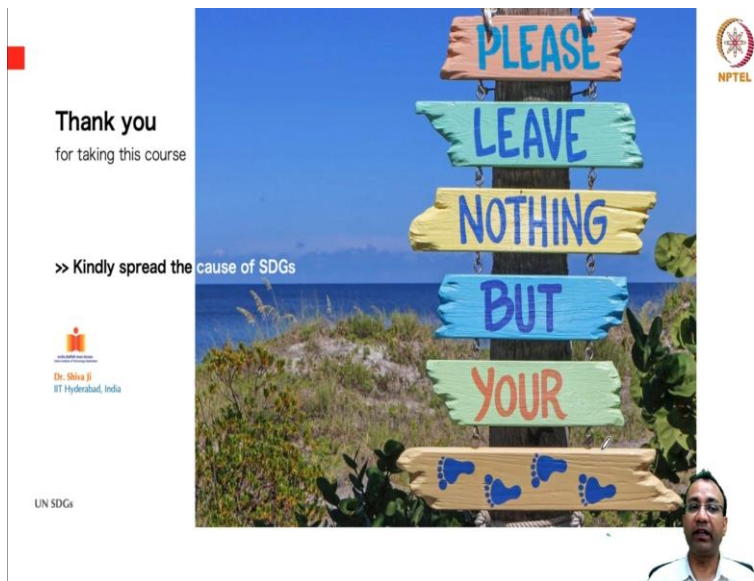 Thank you
for taking this course
>> Kindly spread the cause of SDGs
Dr. Shiva Ji
IIT Hyderabad, India
UN SDGs
PLEASE
LEAVE
NOTHING
BUT
YOUR
NPTEL